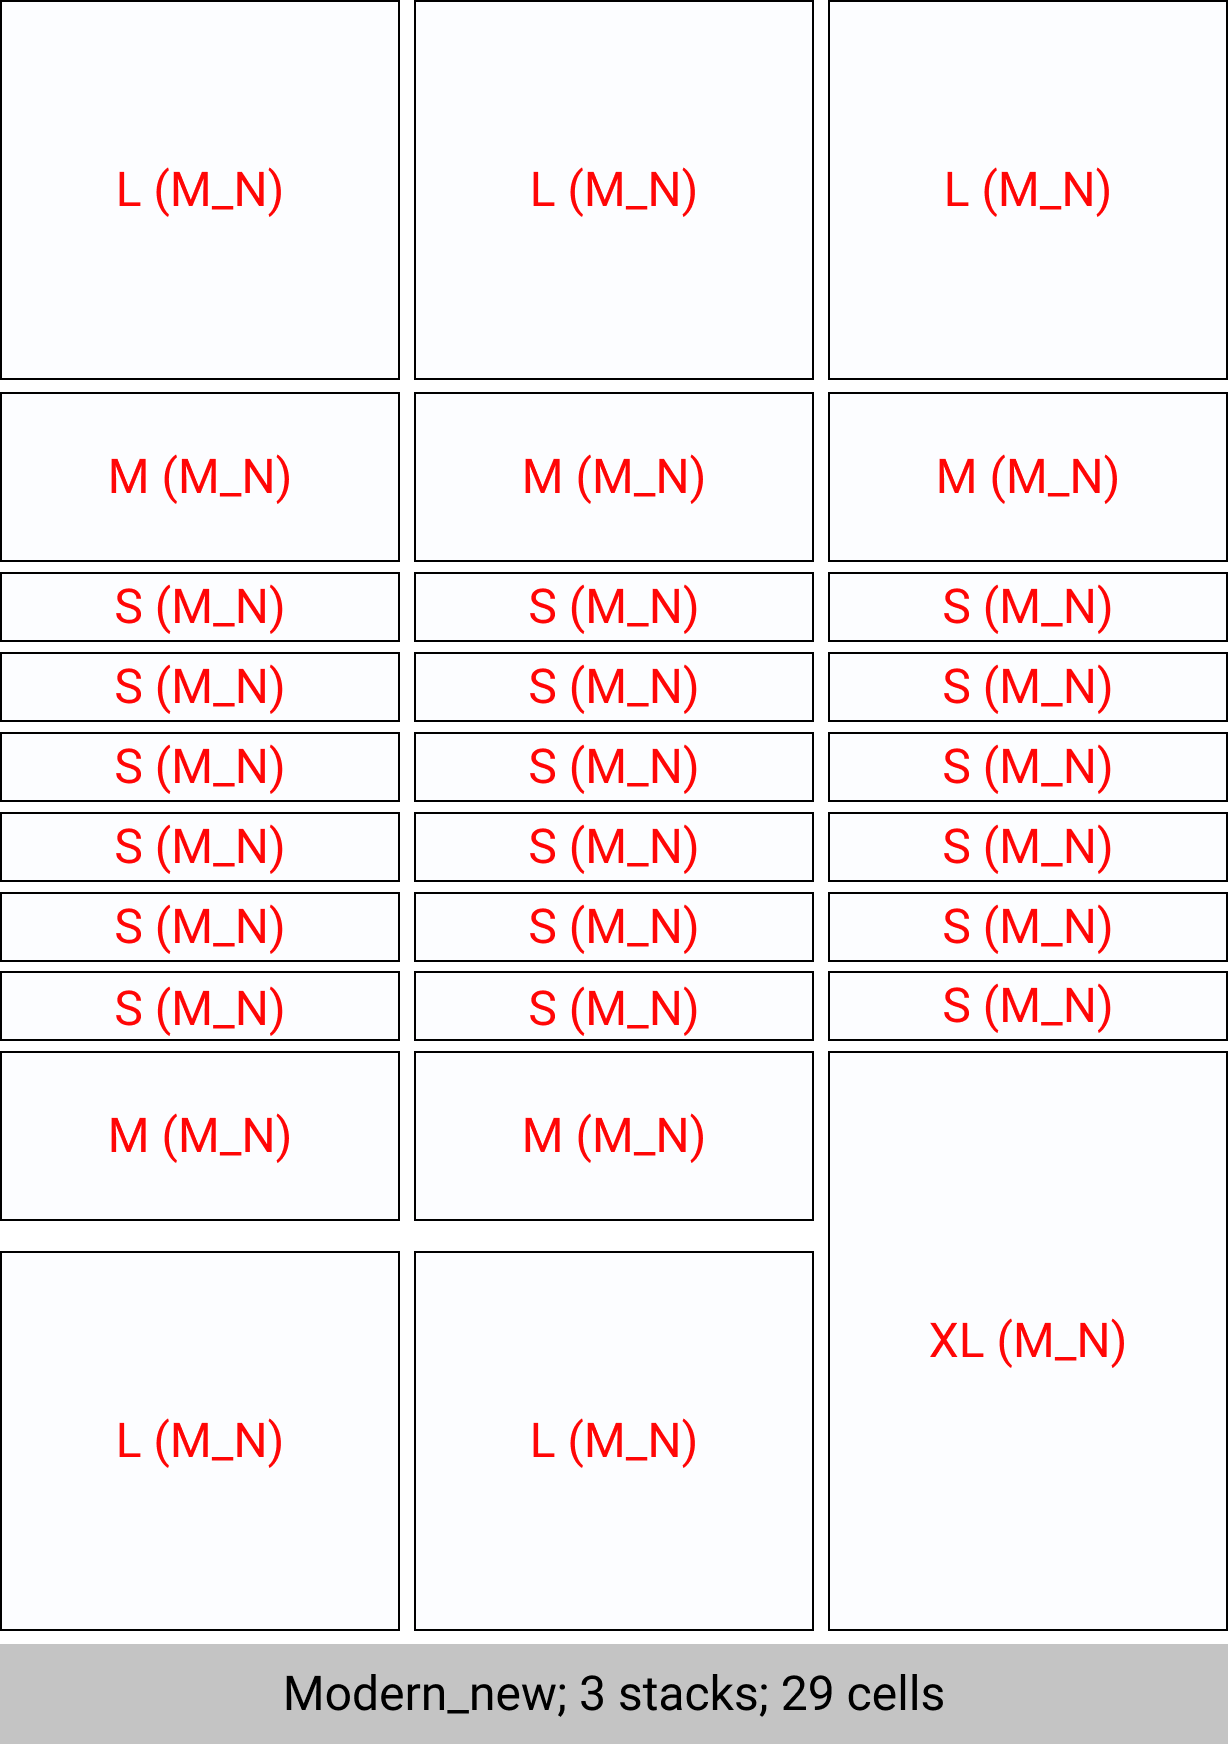 L (M_N) L (M_N) L (M_N)
M (M_N) M (M_N) M (M_N)
S (M_N) S (M_N) S (M_N)
S (M_N) S (M_N) S (M_N)
S (M_N) S (M_N) S (M_N)
S (M_N) S (M_N) S (M_N)
S (M_N) S (M_N) S (M_N)
S (M_N) S (M_N) S (M_N)
M (M_N) M (M_N)
XL (M_N)
L (M_N) L (M_N)
Modern_new; 3 stacks; 29 cells